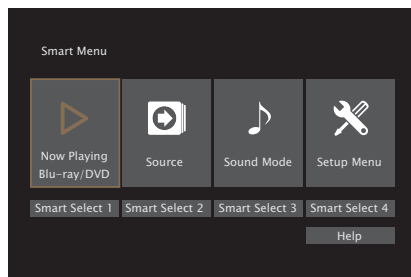 Smart Menu
Now Playing
Blu-ray/DVD
Source
Sound Mode
Setup Menu
Smart Select 1
Smart Select 2
Smart Select 3
Smart Select 4
Help